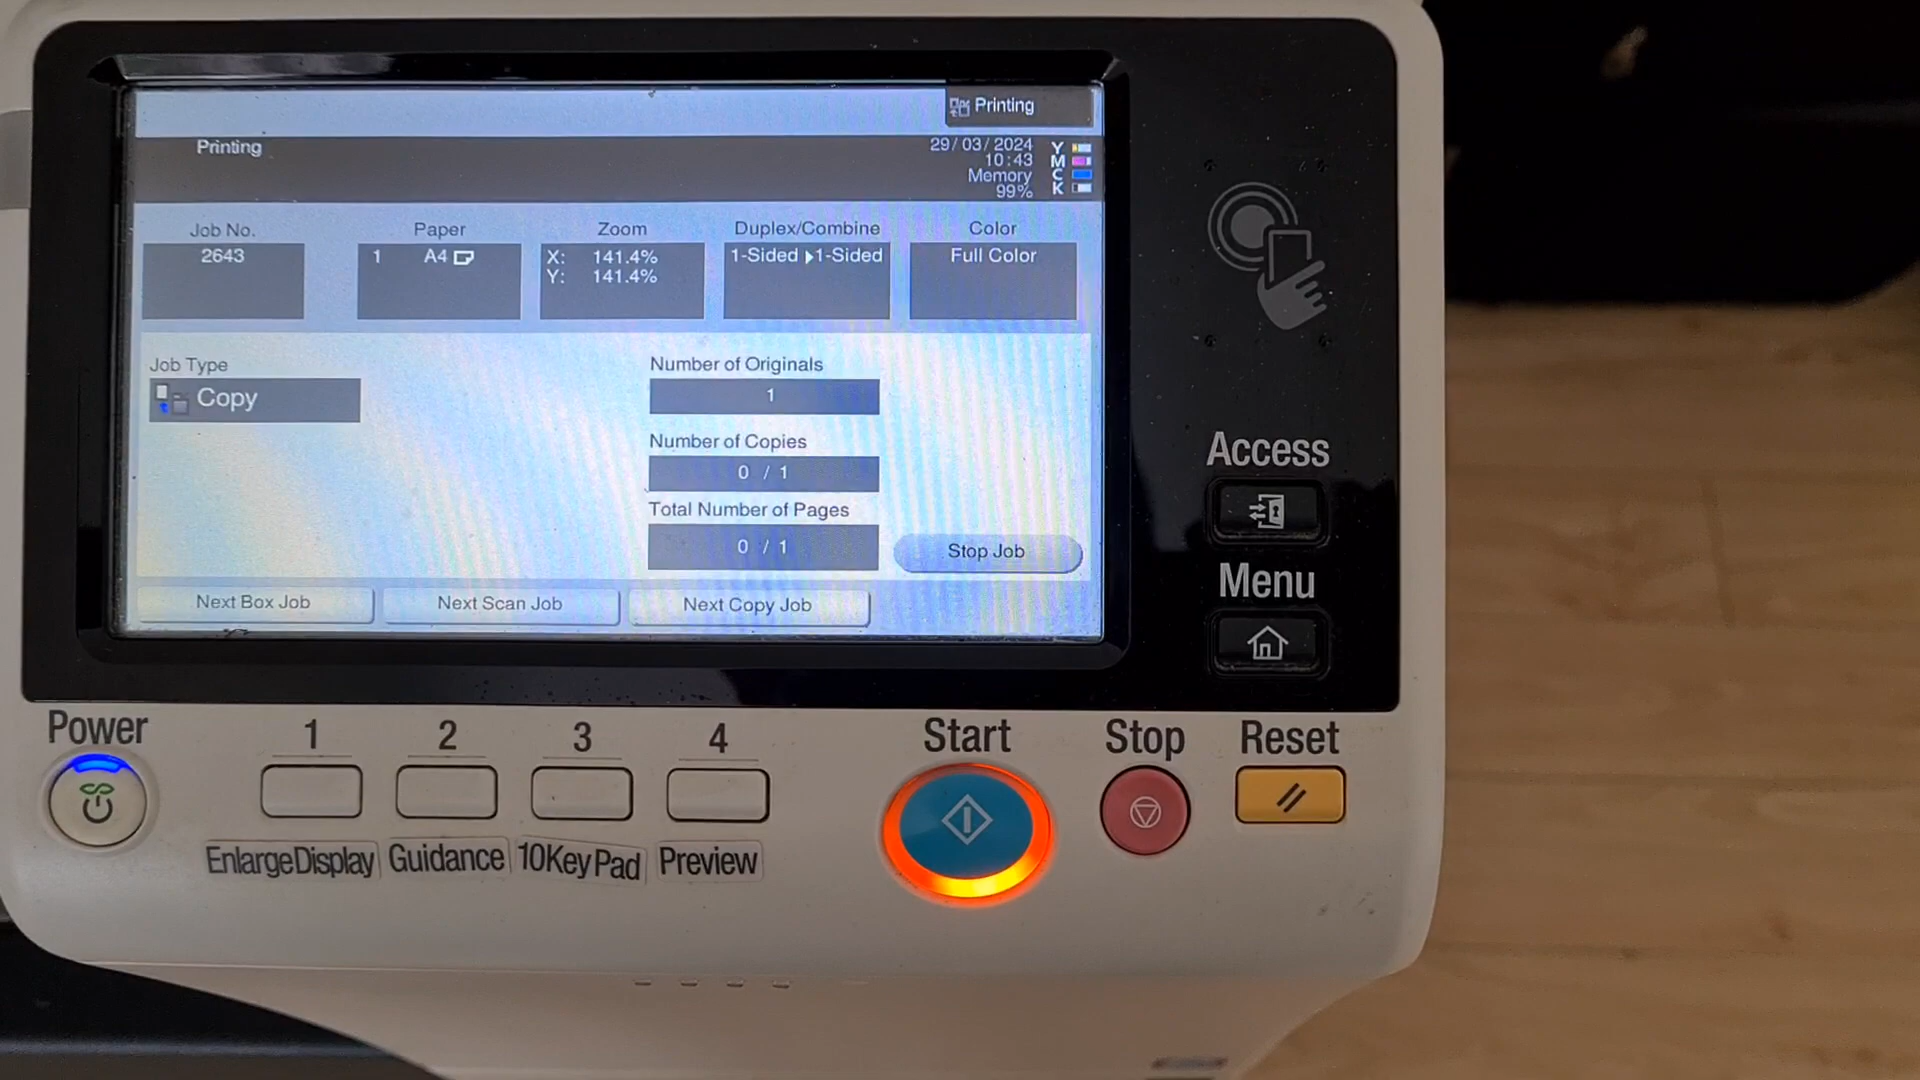 Printing
Printing
29/03/2024
10:43
Memory
99%
Y
M
C
K
Job No.
2643
Paper
1 A4
Zoom
X: 141.4%
Y: 141.4%
Duplex/Combine
1-Sided ▶1-Sided
Color
Full Color
Job Type
Copy
Number of Originals
1
Number of Copies
0 / 1
Total Number of Pages
0 / 1
Stop Job
Next Box Job
Next Scan Job
Next Copy Job
Access
Menu
Power
1
2
3
4
Start
Stop
Reset
EnlargeDisplay
Guidance
10KeyPad
Preview